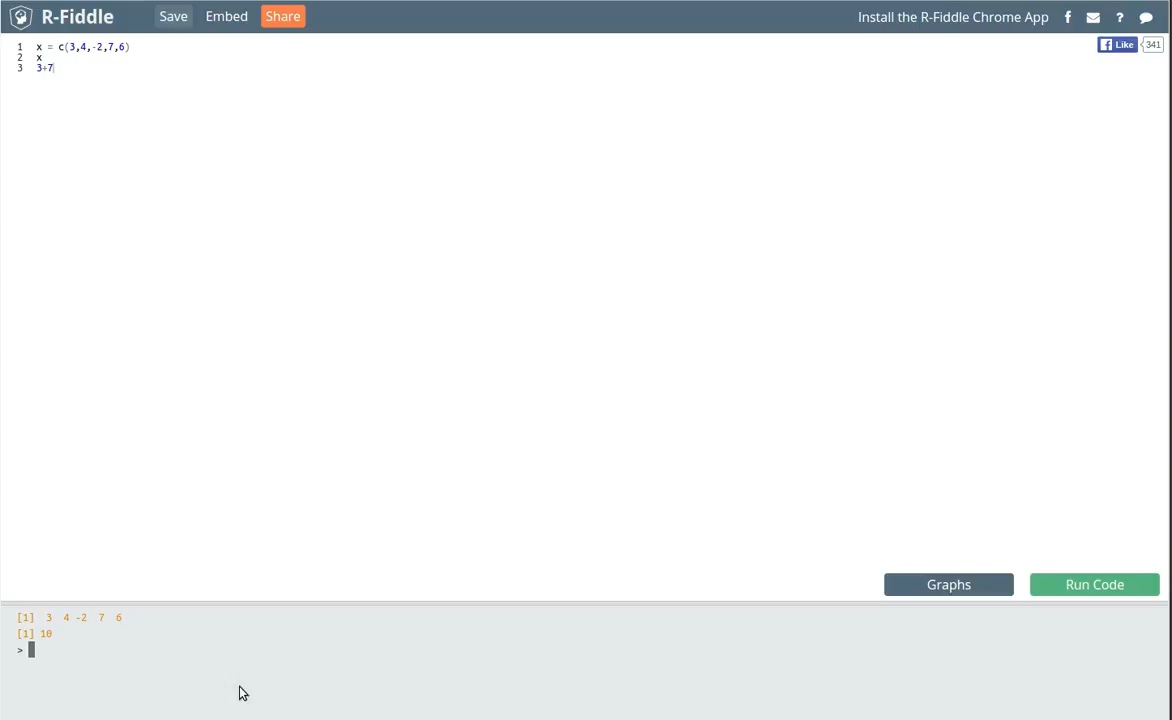 R-Fiddle Save Embed Share Install the R-Fiddle Chrome App f ?
1 x = c(3,4,-2,7,6)
2 x
3 3+7
Like 341
Graphs Run Code
[1] 3 4 -2 7 6
[1] 10
>